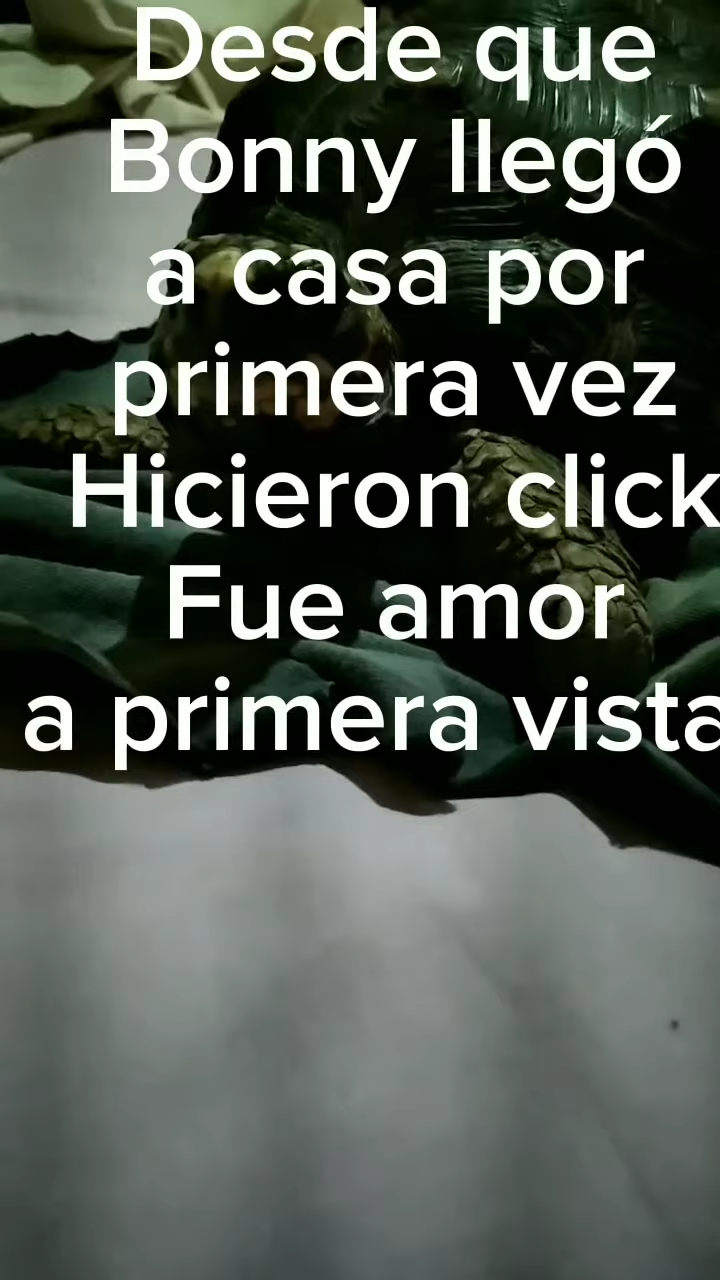 Desde que
Bonny llegó
a casa por
primera vez
Hicieron click
Fue amor
a primera vista